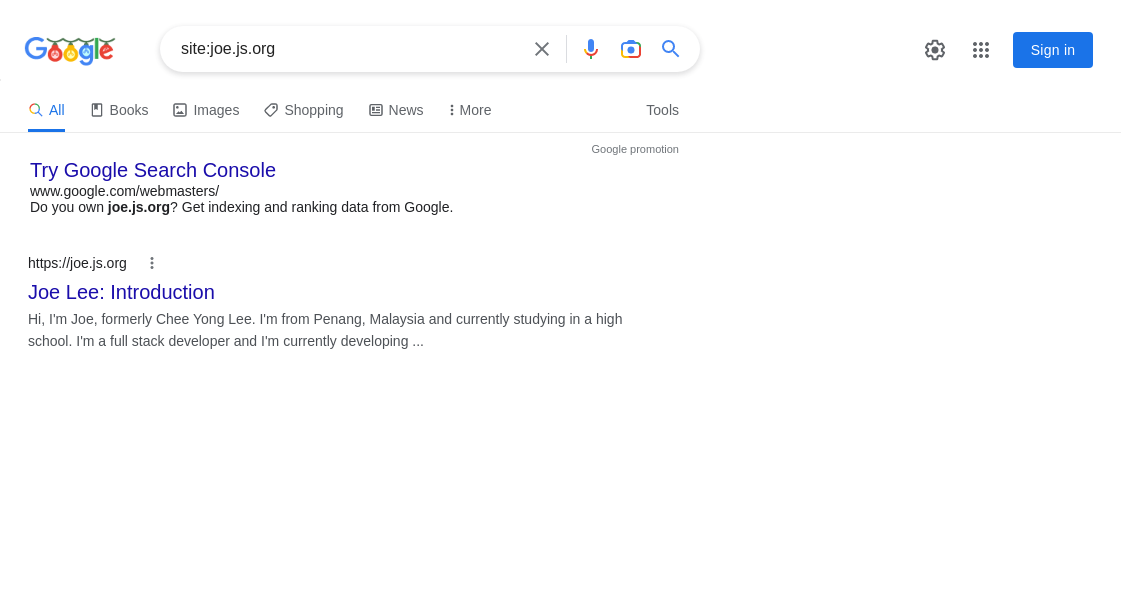 Google
site:joe.js.org
Sign in
All Books Images Shopping News More Tools
Google promotion
Try Google Search Console
www.google.com/webmasters/
Do you own joe.js.org? Get indexing and ranking data from Google.
https://joe.js.org
Joe Lee: Introduction
Hi, I'm Joe, formerly Chee Yong Lee. I'm from Penang, Malaysia and currently studying in a high
school. I'm a full stack developer and I'm currently developing ...